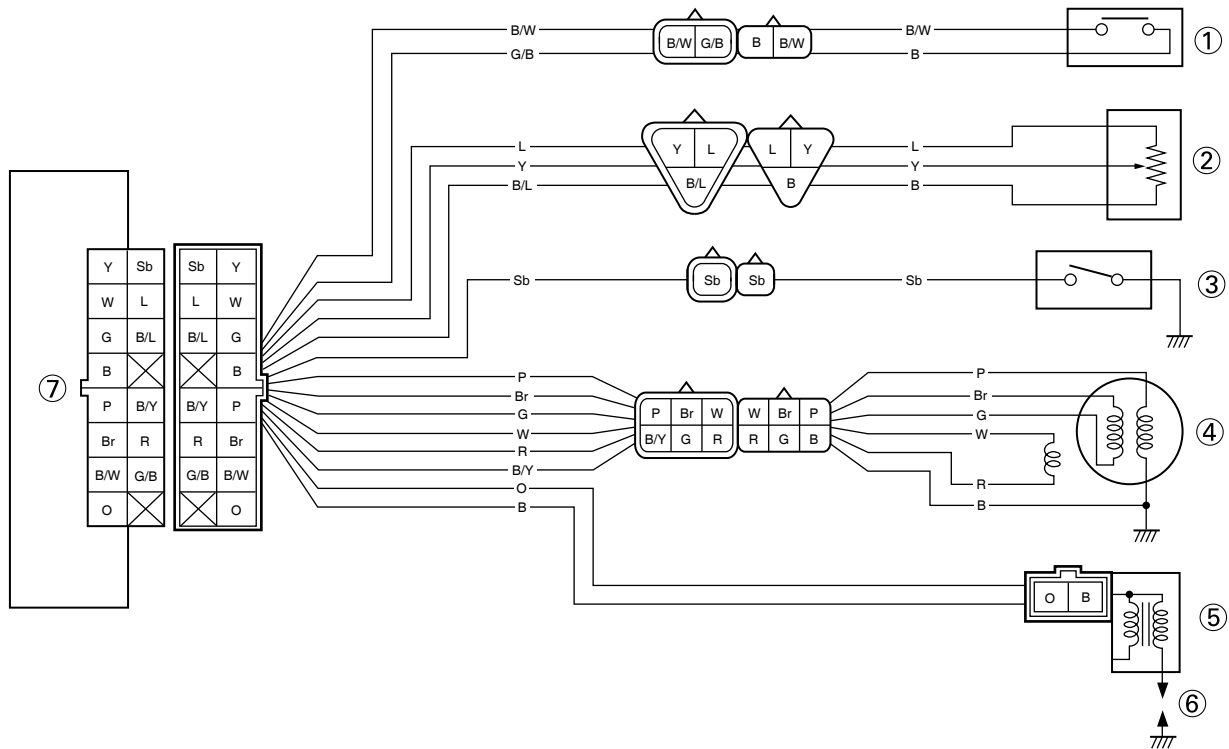 B/W B/W G/B B B/W B/W ①
G/B B
L Y L L Y L ②
Y Y
B/L B/L B B
Sb Sb Sb Sb ③
Y Sb Sb Y
W L L W
G B/L B/L G
B B
⑦ P B/Y B/Y P
Br R R Br
B/W G/B G/B B/W
O O
P P
Br P Br W W Br P Br
G B/Y G R R G B G ④
W W
R
B/Y R
O
B B
O B ⑤
⑥